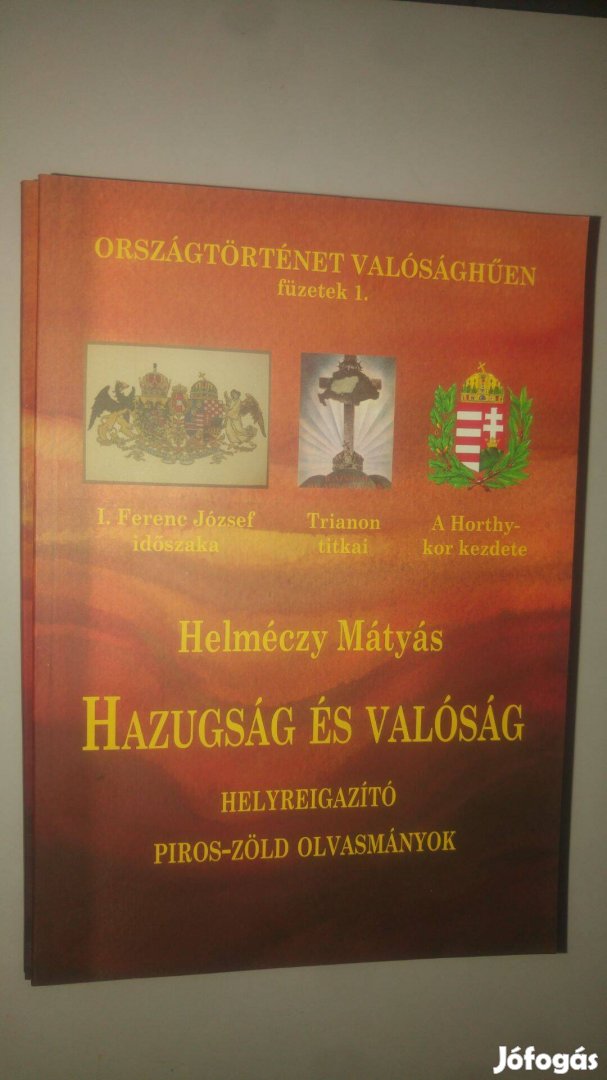 ORSZÁGTÖRTÉNET VALÓSÁGHŰEN
füzetek 1.
I. Ferenc József
időszaka
Trianon
titkai
A Horthy-
kor kezdete
Helméczy Mátyás
HAZUGSÁG ÉS VALÓSÁG
HELYREIGAZÍTÓ
PIROS-ZÖLD OLVASMÁNYOK
Jófogás